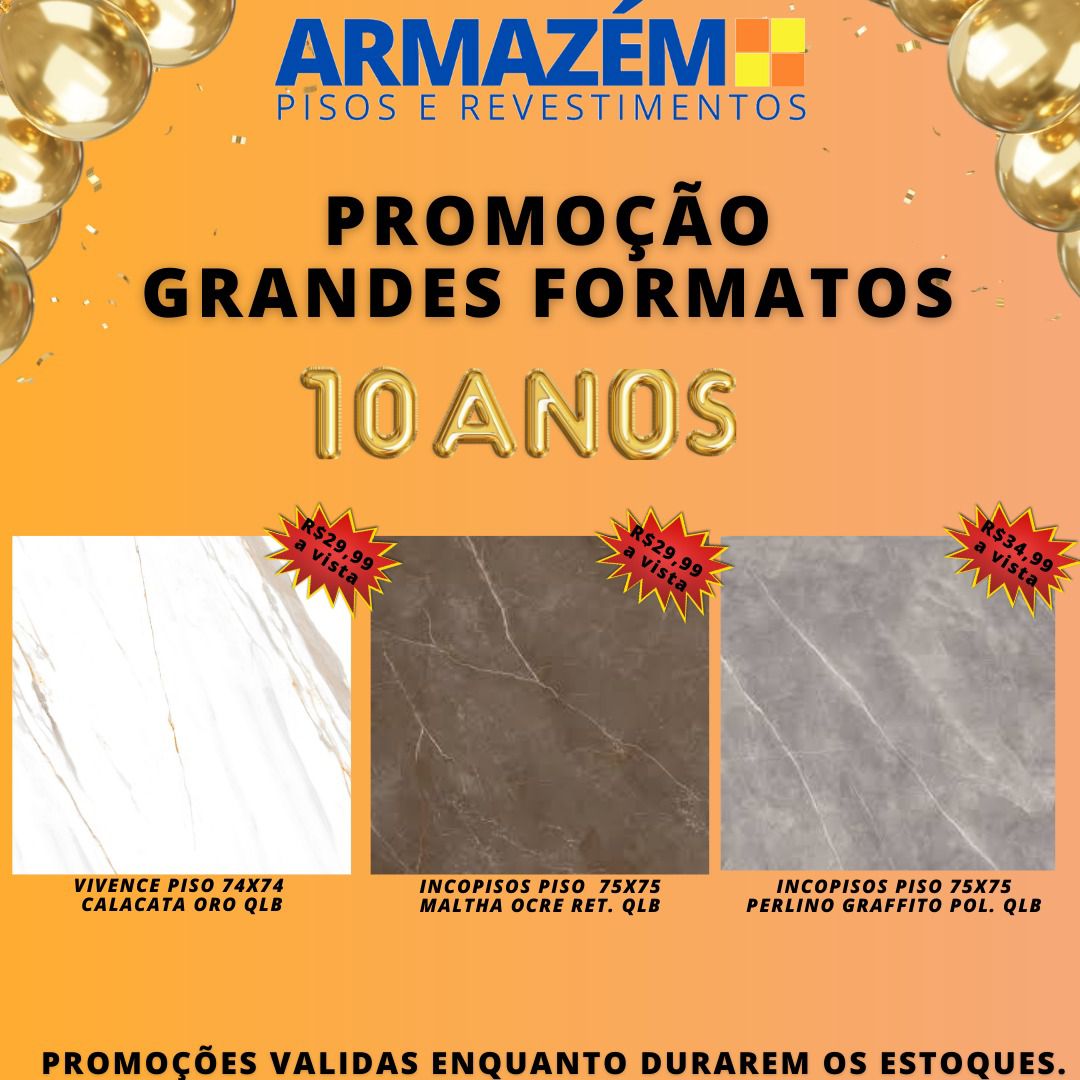 ARMAZÉM
PISOS E REVESTIMENTOS
PROMOÇÃO
GRANDES FORMATOS
10 ANOS
R$29,99
a vista
R$29,99
a vista
R$34,99
a vista
VIVENCE PISO 74X74
CALACATA ORO QLB
INCOPISOS PISO 75X75
MALTHA OCRE RET. QLB
INCOPISOS PISO 75X75
PERLINO GRAFFITO POL. QLB
PROMOÇÕES VALIDAS ENQUANTO DURAREM OS ESTOQUES.